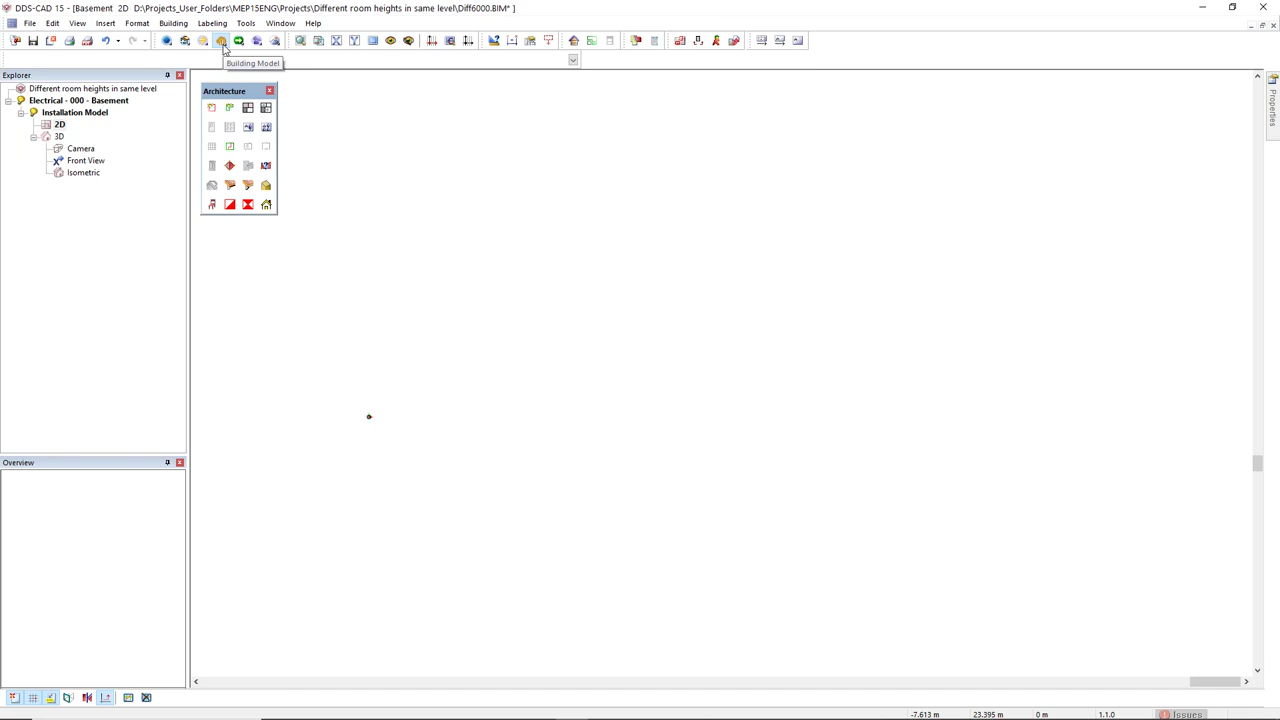 DDS-CAD 15 - [Basement  2D  D:\Projects_User_Folders\MEP15ENG\Projects\Different room heights in same level\Diff6000.BIM* ]
File Edit View Insert Format Building Labeling Tools Window Help
Building Model
Explorer
Properties
Different room heights in same level
Architecture
Electrical - 000 - Basement
Installation Model
2D
3D
Camera
Front View
Isometric
Overview
-7.613 m 23.395 m 0 m 1.1.0 Issues